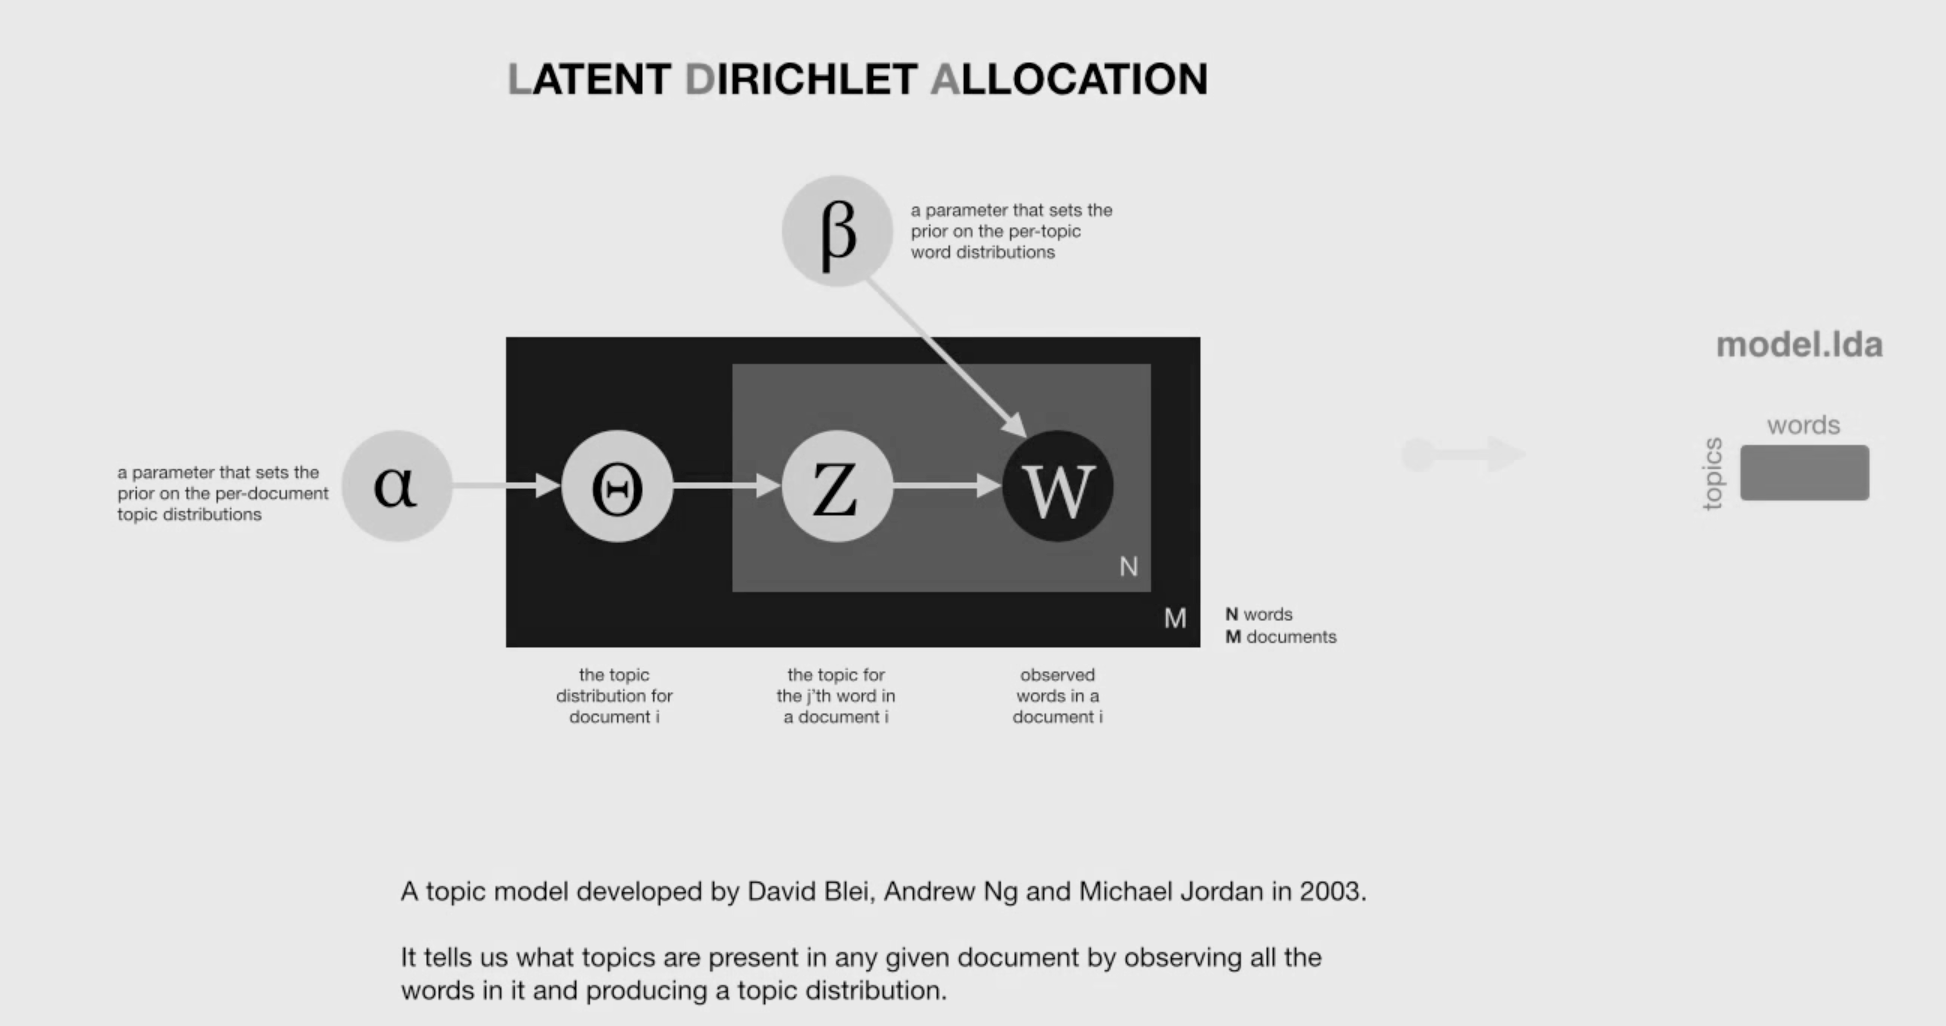 LATENT DIRICHLET ALLOCATION
β
a parameter that sets the
prior on the per-topic
word distributions
a parameter that sets the
prior on the per-document
topic distributions
α
Θ
Z
W
N
M
N words
M documents
the topic
distribution for
document i
the topic for
the j'th word in
a document i
observed
words in a
document i
model.lda
words
topics
A topic model developed by David Blei, Andrew Ng and Michael Jordan in 2003.
It tells us what topics are present in any given document by observing all the
words in it and producing a topic distribution.